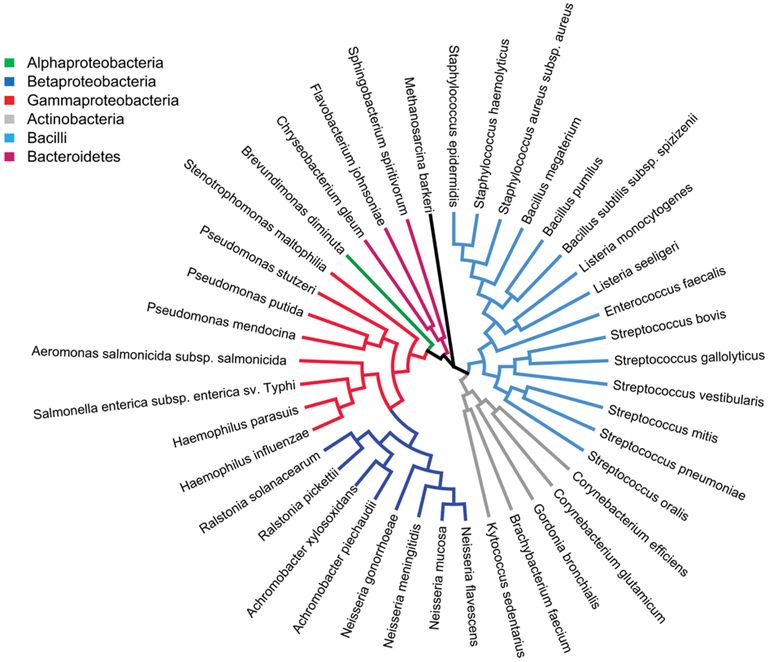 Alphaproteobacteria
Betaproteobacteria
Gammaproteobacteria
Actinobacteria
Bacilli
Bacteroidetes
Staphylococcus epidermidis
Staphylococcus haemolyticus
Staphylococcus aureus subsp. aureus
Bacillus megaterium
Bacillus pumilus
Bacillus subtilis subsp. spizizenii
Listeria monocytogenes
Listeria seeligeri
Enterococcus faecalis
Streptococcus bovis
Streptococcus gallolyticus
Streptococcus vestibularis
Streptococcus mitis
Streptococcus pneumoniae
Streptococcus oralis
Corynebacterium efficiens
Corynebacterium glutamicum
Gordonia bronchialis
Brachybacterium faecium
Kytococcus sedentarius
Neisseria flavescens
Neisseria mucosa
Neisseria meningitidis
Neisseria gonorrhoeae
Achromobacter piechaudii
Achromobacter xylosoxidans
Ralstonia pickettii
Ralstonia solanacearum
Haemophilus influenzae
Haemophilus parasuis
Salmonella enterica subsp. enterica sv. Typhi
Aeromonas salmonicida subsp. salmonicida
Pseudomonas mendocina
Pseudomonas putida
Pseudomonas stutzeri
Stenotrophomonas maltophilia
Brevundimonas diminuta
Chryseobacterium gleum
Flavobacterium johnsoniae
Sphingobacterium spiritivorum
Methanosarcina barkeri